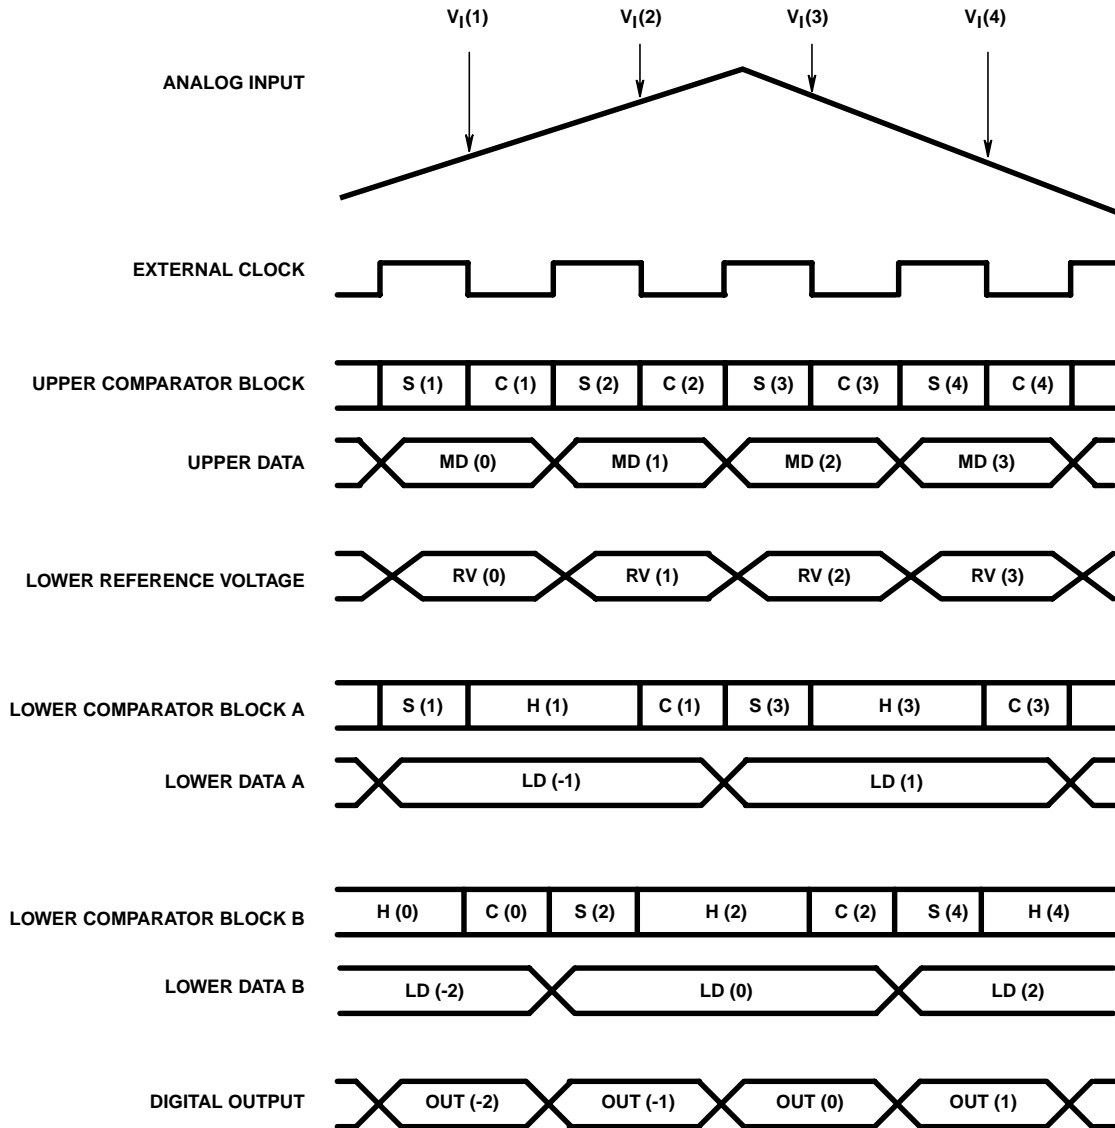 V_I(1) V_I(2) V_I(3) V_I(4)
ANALOG INPUT
EXTERNAL CLOCK
UPPER COMPARATOR BLOCK S (1) C (1) S (2) C (2) S (3) C (3) S (4) C (4)
UPPER DATA MD (0) MD (1) MD (2) MD (3)
LOWER REFERENCE VOLTAGE RV (0) RV (1) RV (2) RV (3)
LOWER COMPARATOR BLOCK A S (1) H (1) C (1) S (3) H (3) C (3)
LOWER DATA A LD (-1) LD (1)
LOWER COMPARATOR BLOCK B H (0) C (0) S (2) H (2) C (2) S (4) H (4)
LOWER DATA B LD (-2) LD (0) LD (2)
DIGITAL OUTPUT OUT (-2) OUT (-1) OUT (0) OUT (1)